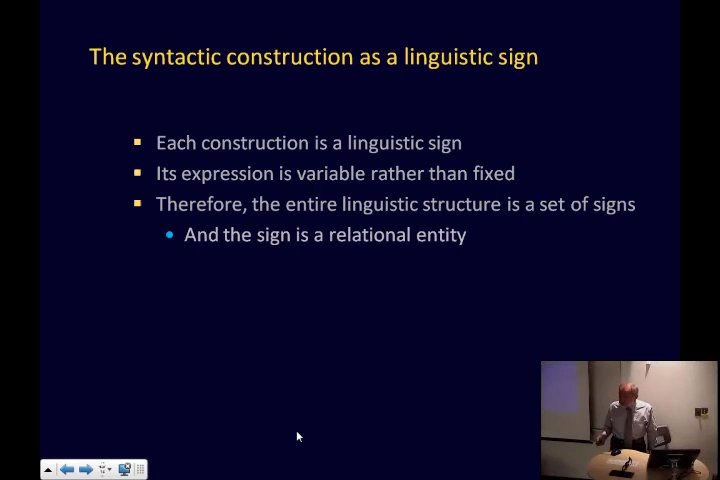 The syntactic construction as a linguistic sign
Each construction is a linguistic sign
Its expression is variable rather than fixed
Therefore, the entire linguistic structure is a set of signs
And the sign is a relational entity